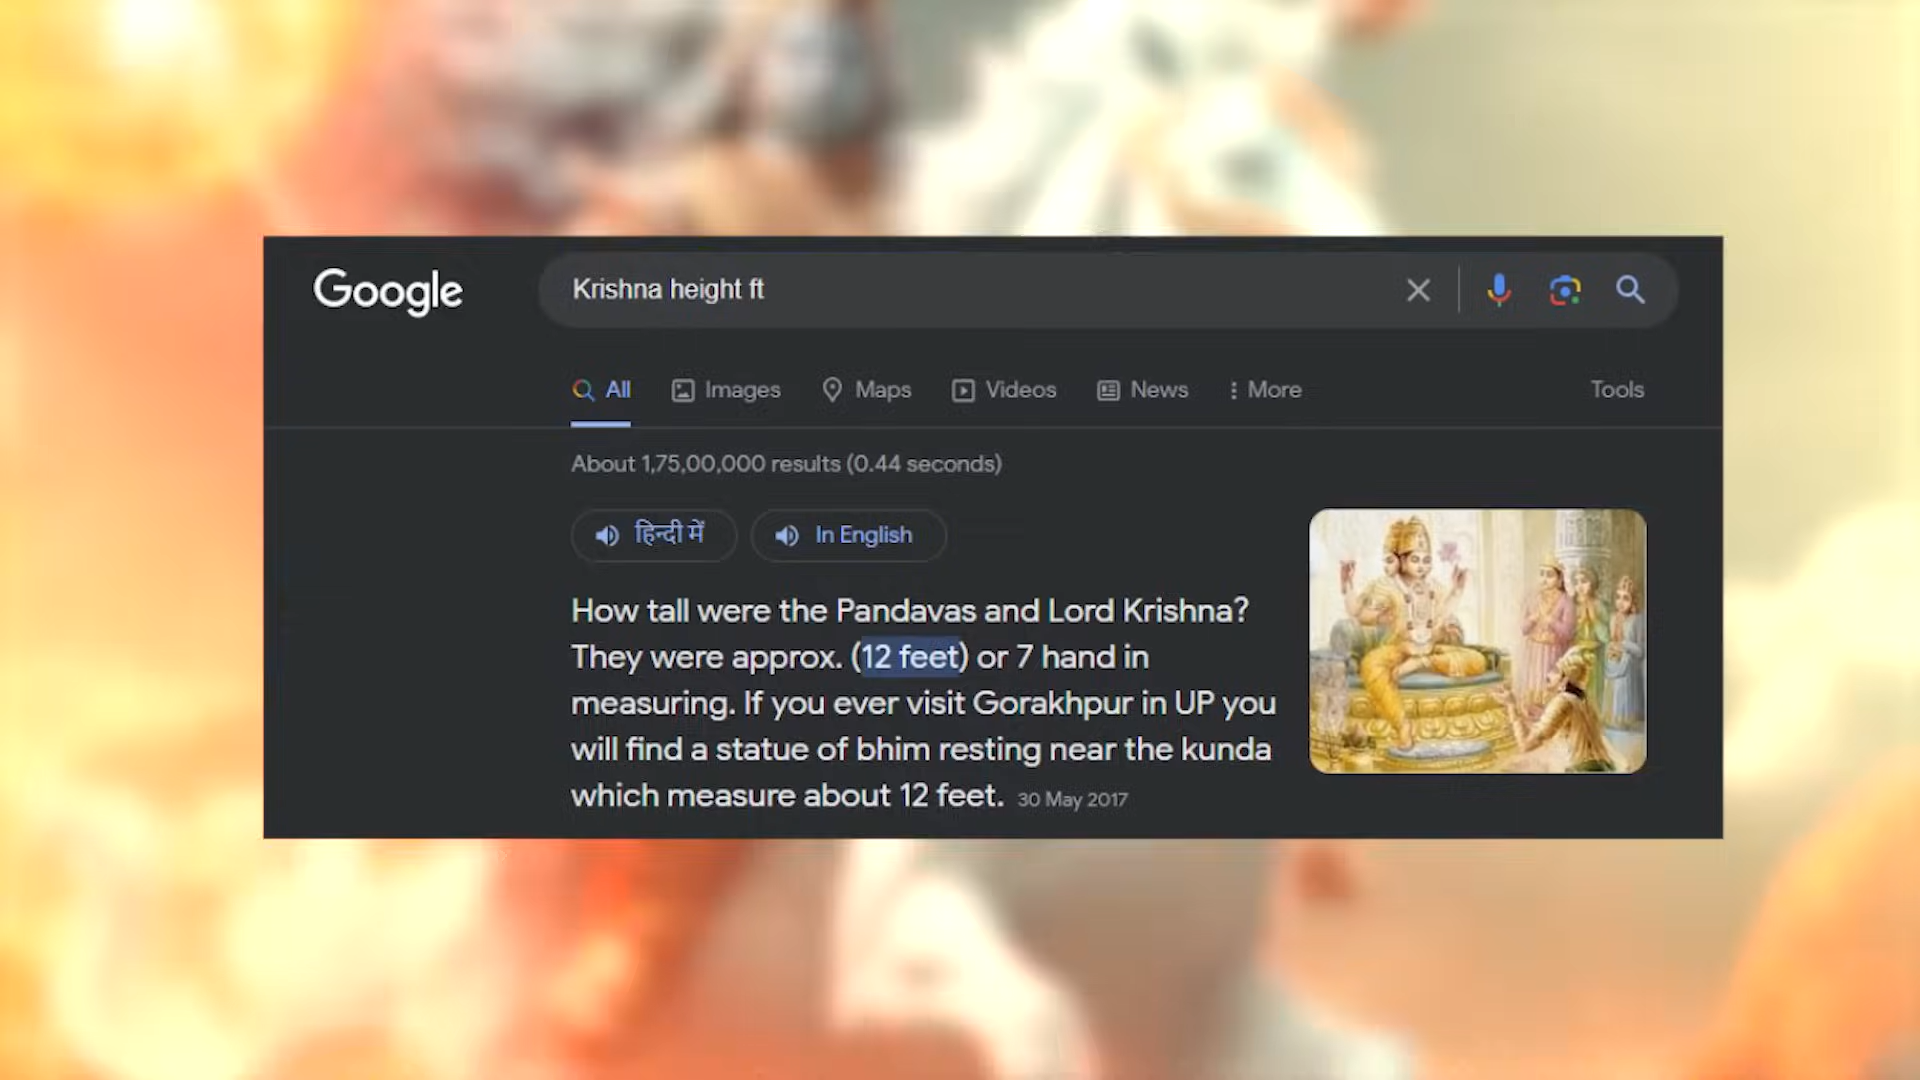 Google
Krishna height ft
All Images Maps Videos News More Tools
About 1,75,00,000 results (0.44 seconds)
हिन्दी में In English
How tall were the Pandavas and Lord Krishna?
They were approx. (12 feet) or 7 hand in
measuring. If you ever visit Gorakhpur in UP you
will find a statue of bhim resting near the kunda
which measure about 12 feet. 30 May 2017